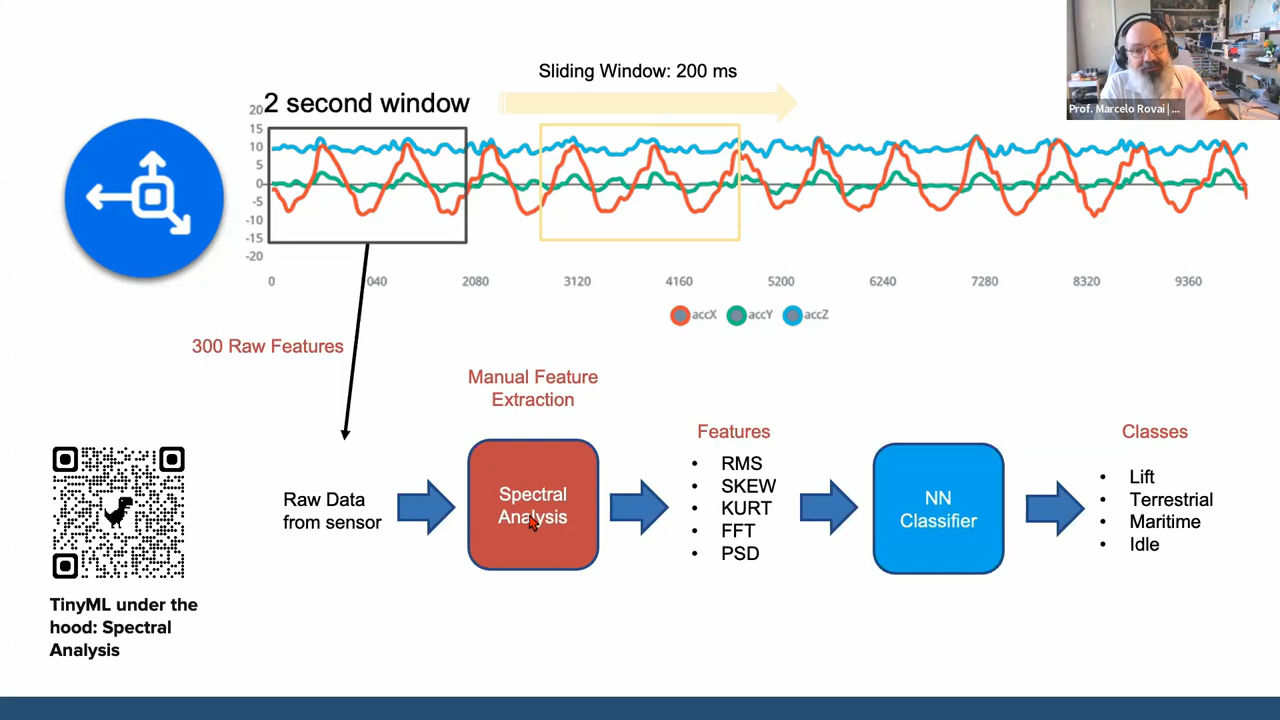 Sliding Window: 200 ms
2 second window
Prof. Marcelo Rovai | ...
20
15
10
5
0
-5
-10
-15
-20
0 040 2080 3120 4160 5200 6240 7280 8320 9360
accX accY accZ
300 Raw Features
Manual Feature
Extraction
Features
Classes
Raw Data
from sensor
Spectral
Analysis
• RMS
• SKEW
• KURT
• FFT
• PSD
NN
Classifier
• Lift
• Terrestrial
• Maritime
• Idle
TinyML under the
hood: Spectral
Analysis